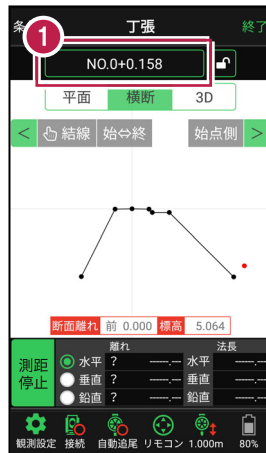 条 丁張 終了
1
NO.0+0.158
平面 横断 3D
< 結線 始⇔終 始点側 >
断面離れ 前 0.000 標高 5.064
離れ 法長
測距停止
水平 ? -----.--- 水平 -----.---
垂直 ? -----.--- 垂直 -----.---
鉛直 ? -----.--- 鉛直 -----.---
観測設定 接続 自動追尾 リモコン 1.000m 80%